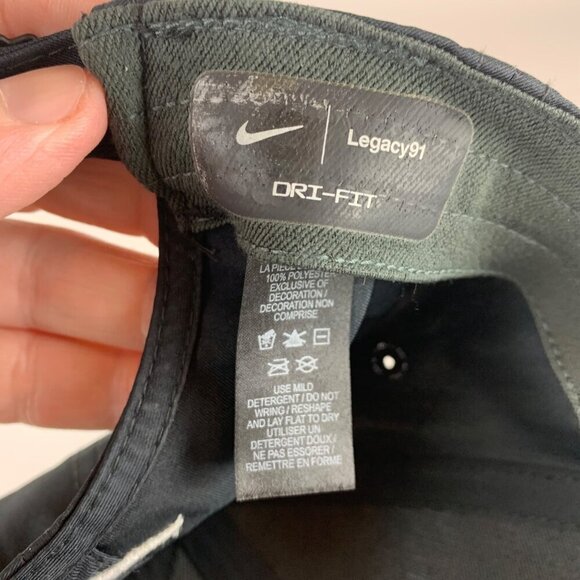 Legacy91
DRI-FIT
LA PIECE
100% POLYESTER
EXCLUSIVE OF
DECORATION /
DECORATION NON
COMPRISE
USE MILD
DETERGENT / DO NOT
WRING / RESHAPE
AND LAY FLAT TO DRY
UTILISER UN
DETERGENT DOUX /
NE PAS ESSORER /
REMETTRE EN FORME